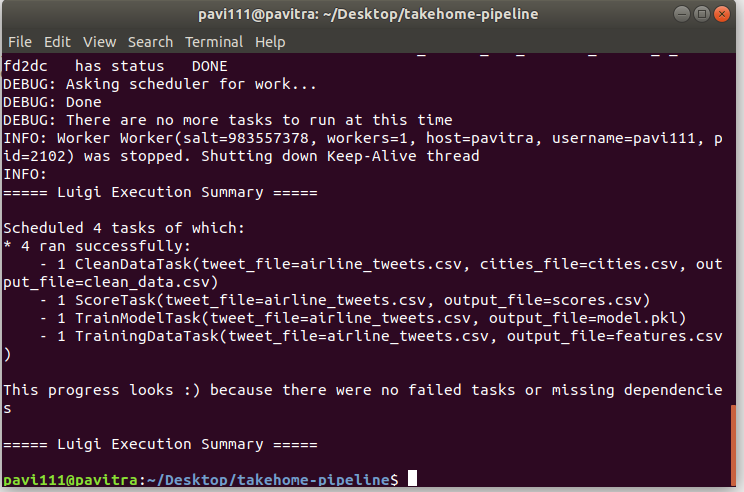 pavi111@pavitra: ~/Desktop/takehome-pipeline
File Edit View Search Terminal Help
fd2dc   has status   DONE
DEBUG: Asking scheduler for work...
DEBUG: Done
DEBUG: There are no more tasks to run at this time
INFO: Worker Worker(salt=983557378, workers=1, host=pavitra, username=pavi111, p
id=2102) was stopped. Shutting down Keep-Alive thread
INFO:
===== Luigi Execution Summary =====
Scheduled 4 tasks of which:
* 4 ran successfully:
    - 1 CleanDataTask(tweet_file=airline_tweets.csv, cities_file=cities.csv, out
put_file=clean_data.csv)
    - 1 ScoreTask(tweet_file=airline_tweets.csv, output_file=scores.csv)
    - 1 TrainModelTask(tweet_file=airline_tweets.csv, output_file=model.pkl)
    - 1 TrainingDataTask(tweet_file=airline_tweets.csv, output_file=features.csv
)
This progress looks :) because there were no failed tasks or missing dependencie
s
===== Luigi Execution Summary =====
pavi111@pavitra:~/Desktop/takehome-pipeline$